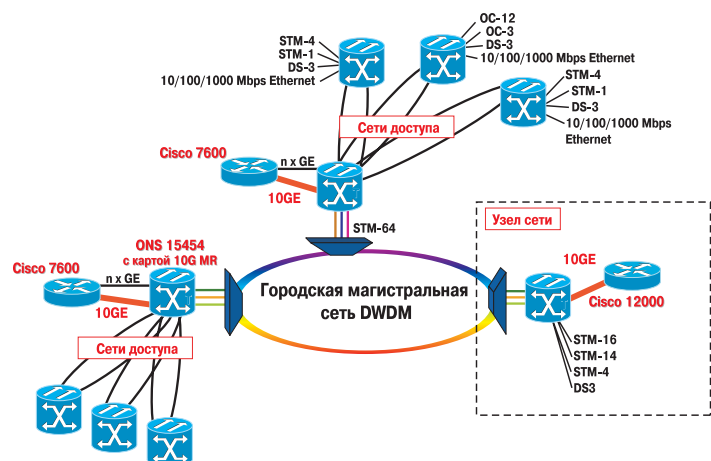 STM-4
STM-1
DS-3
10/100/1000 Mbps Ethernet
OC-12
OC-3
DS-3
10/100/1000 Mbps Ethernet
STM-4
STM-1
DS-3
10/100/1000 Mbps
Ethernet
Сети доступа
Cisco 7600
n x GE
10GE
STM-64
Узел сети
ONS 15454
с картой 10G MR
Cisco 7600
n x GE
10GE
Городская магистральная
сеть DWDM
10GE
Cisco 12000
STM-16
STM-14
STM-4
DS3
Сети доступа